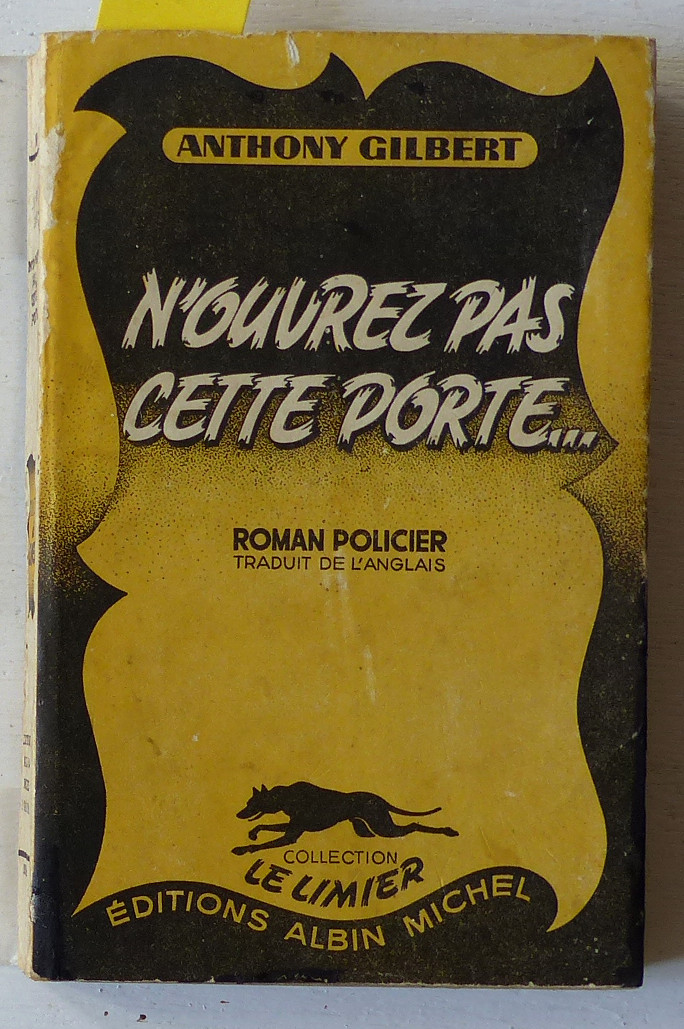 ANTHONY GILBERT
N'OUVREZ PAS
CETTE PORTE...
ROMAN POLICIER
TRADUIT DE L'ANGLAIS
COLLECTION
LE LIMIER
ÉDITIONS ALBIN MICHEL